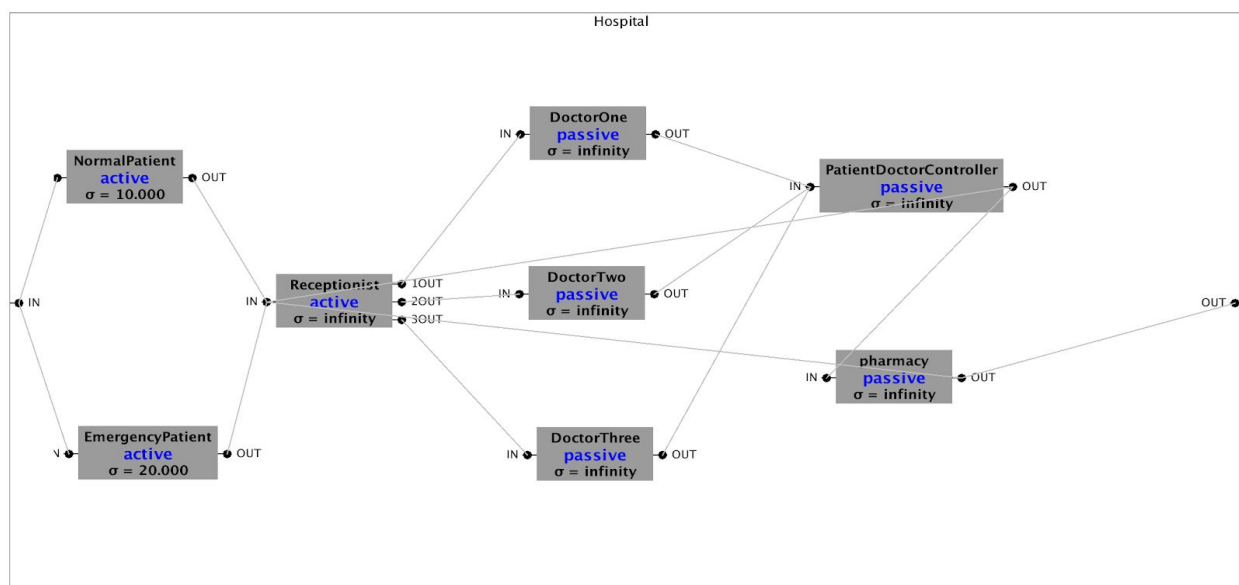 Hospital
IN
NormalPatient
active
σ = 10.000
OUT
N
EmergencyPatient
active
σ = 20.000
OUT
IN
Receptionist
active
σ = infinity
1OUT
2OUT
3OUT
IN
DoctorOne
passive
σ = infinity
OUT
IN
DoctorTwo
passive
σ = infinity
OUT
IN
DoctorThree
passive
σ = infinity
OUT
IN
PatientDoctorController
passive
σ = infinity
OUT
IN
pharmacy
passive
σ = infinity
OUT
OUT